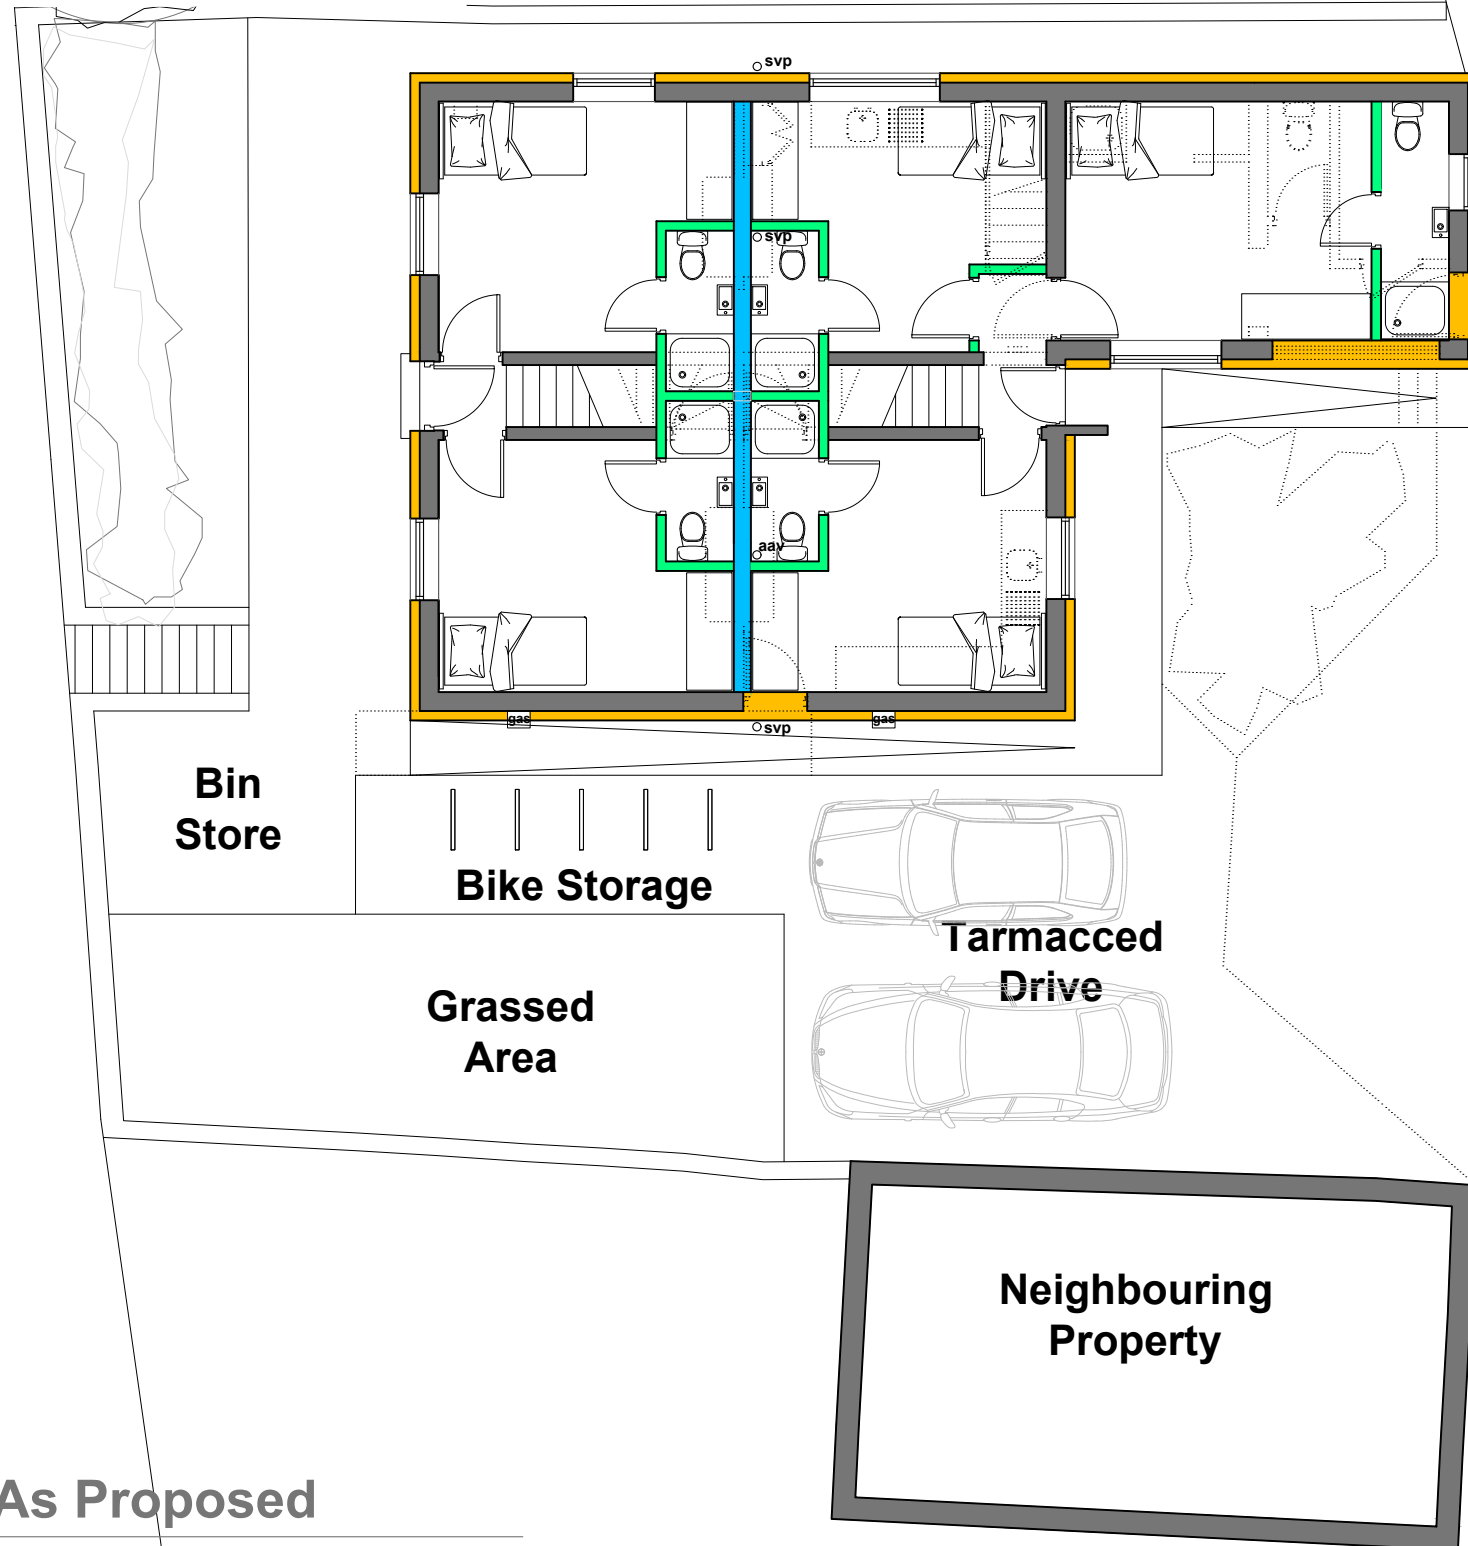 svp
svp
aav
gas
gas
svp
Bin
Store
Bike Storage
Tarmacced
Drive
Grassed
Area
Neighbouring
Property
As Proposed